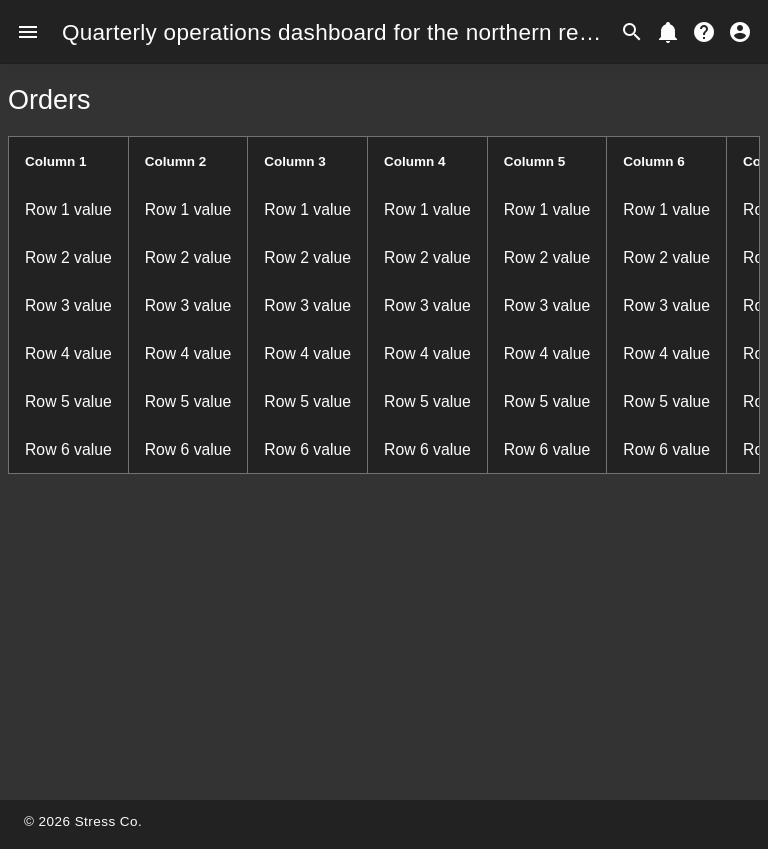 Quarterly operations dashboard for the northern re…
Orders
Column 1 Column 2 Column 3 Column 4 Column 5 Column 6
Row 1 value Row 1 value Row 1 value Row 1 value Row 1 value Row 1 value
Row 2 value Row 2 value Row 2 value Row 2 value Row 2 value Row 2 value
Row 3 value Row 3 value Row 3 value Row 3 value Row 3 value Row 3 value
Row 4 value Row 4 value Row 4 value Row 4 value Row 4 value Row 4 value
Row 5 value Row 5 value Row 5 value Row 5 value Row 5 value Row 5 value
Row 6 value Row 6 value Row 6 value Row 6 value Row 6 value Row 6 value
© 2026 Stress Co.